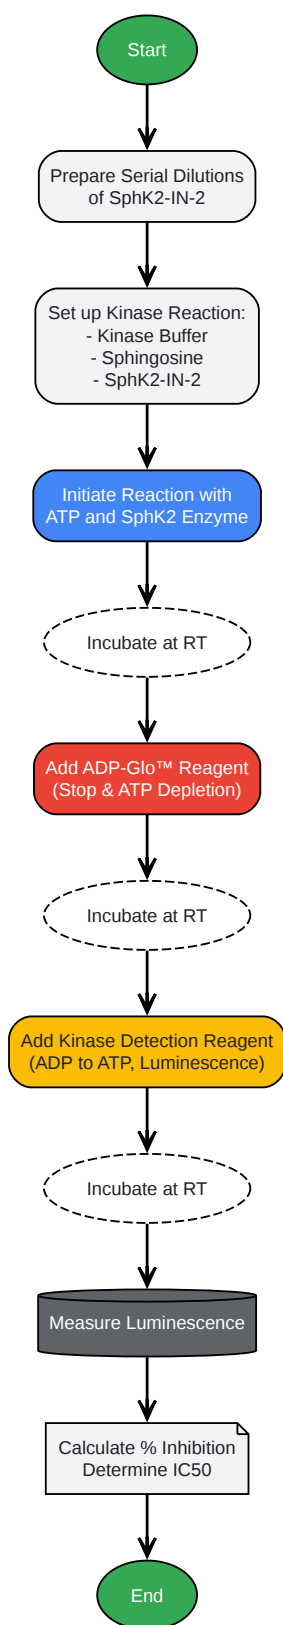 Start
Prepare Serial Dilutions
of SphK2-IN-2
Set up Kinase Reaction:
- Kinase Buffer
- Sphingosine
- SphK2-IN-2
Initiate Reaction with
ATP and SphK2 Enzyme
Incubate at RT
Add ADP-Glo™ Reagent
(Stop & ATP Depletion)
Incubate at RT
Add Kinase Detection Reagent
(ADP to ATP, Luminescence)
Incubate at RT
Measure Luminescence
Calculate % Inhibition
Determine IC50
End